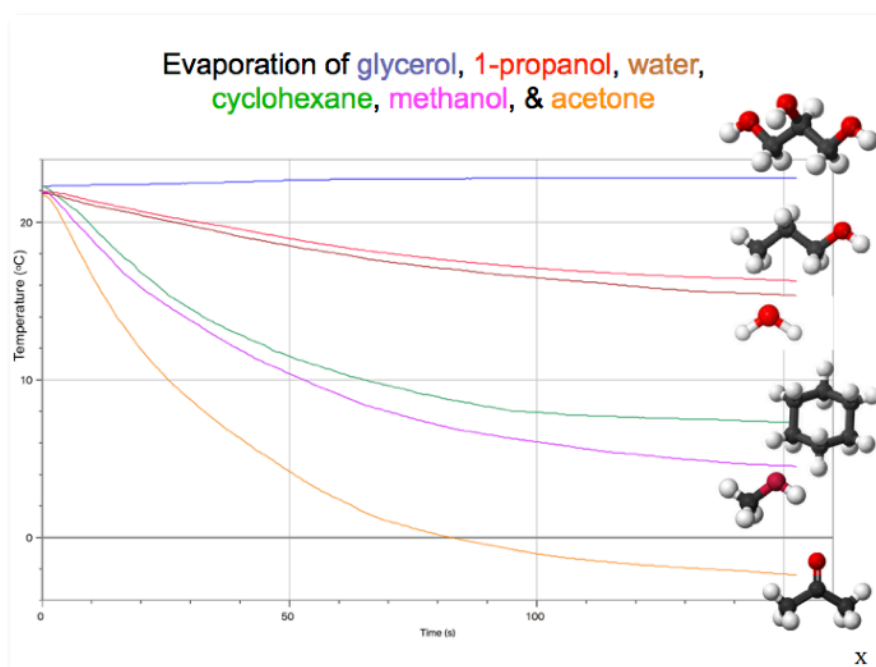 Evaporation of glycerol, 1-propanol, water,
cyclohexane, methanol, & acetone
Temperature (°C)
20
10
0
0
50
100
Time (s)
x